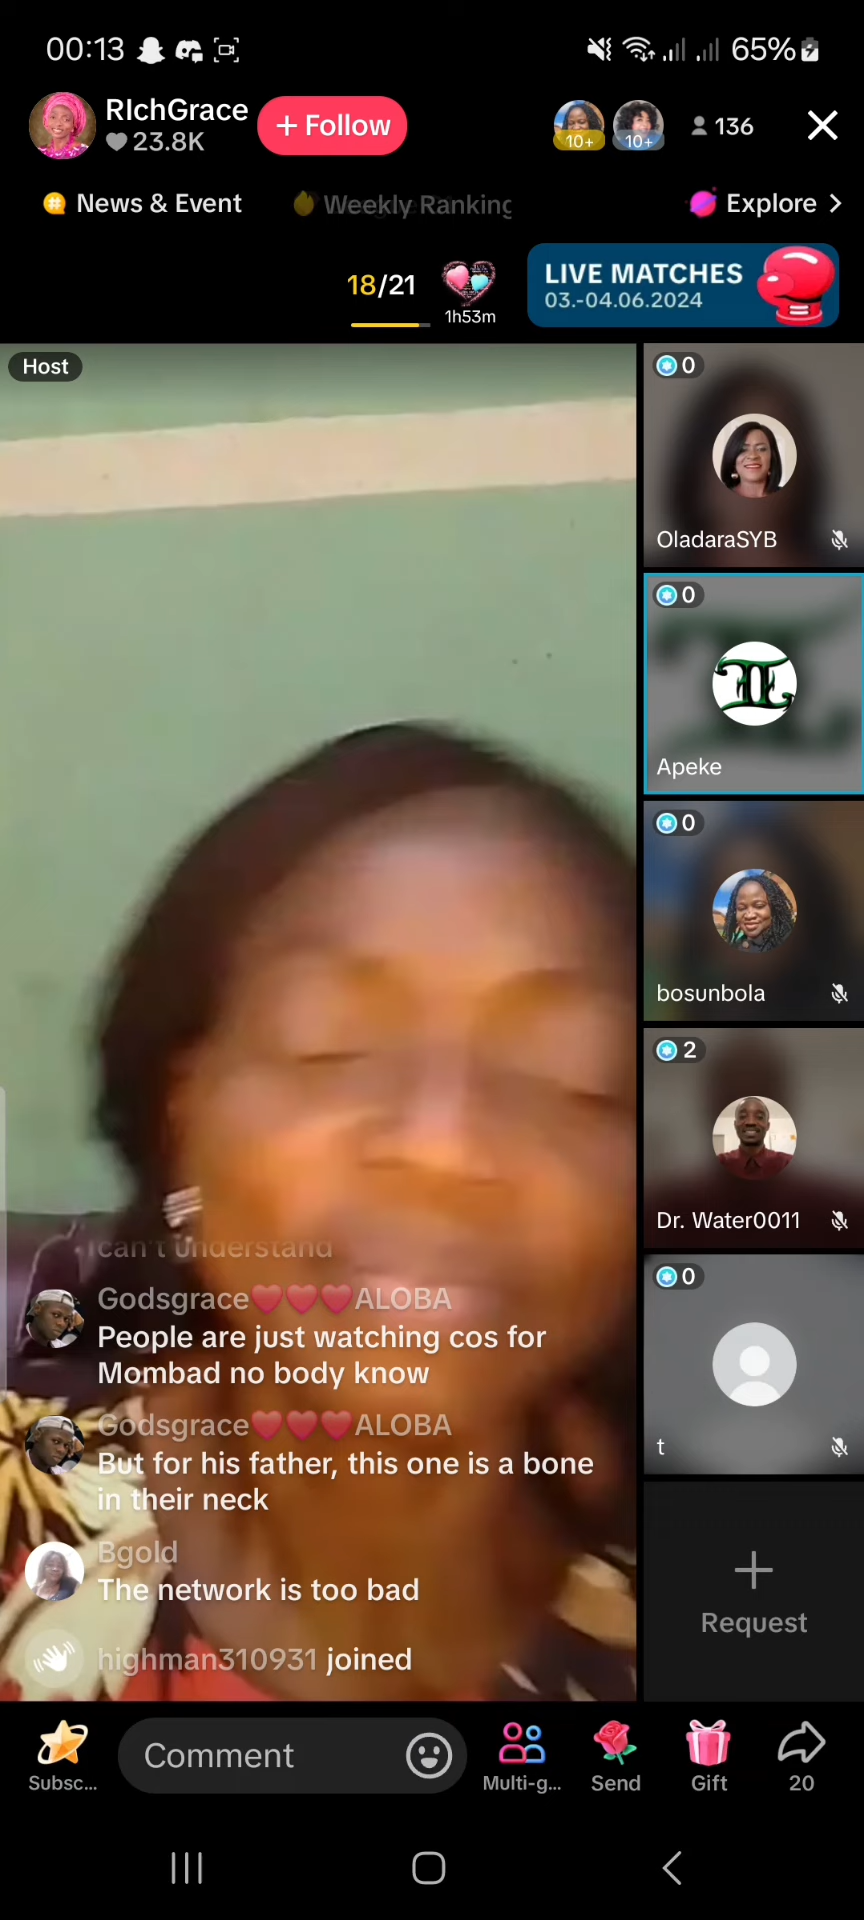 00:13
65%
RIchGrace
23.8K
+ Follow
10+
10+
136
News & Event
Weekly Ranking
Explore >
18/21
1h53m
LIVE MATCHES
03.-04.06.2024
Host
0
OladaraSYB
0
Apeke
0
bosunbola
2
Dr. Water0011
0
t
Request
can't understand
Godsgrace❤️❤️❤️ALOBA
People are just watching cos for
Mombad no body know
Godsgrace❤️❤️❤️ALOBA
But for his father, this one is a bone
in their neck
Bgold
The network is too bad
highman310931 joined
Subsc...
Comment
Multi-g...
Send
Gift
20